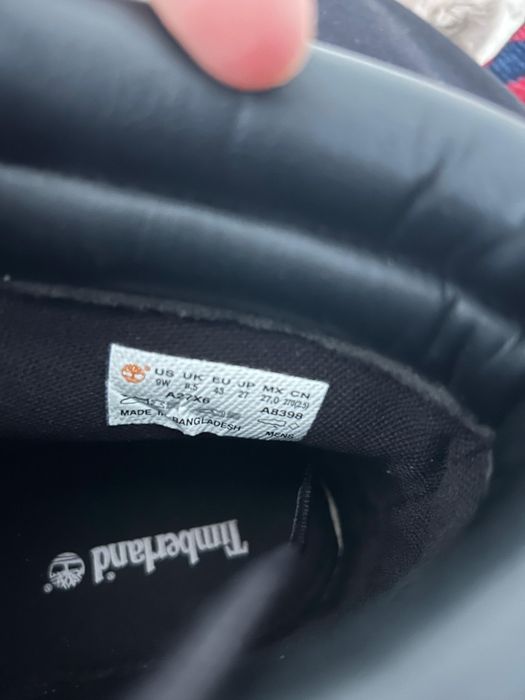 US UK EU JP MX CN
9W 8,5 43 27 27,0 270(2.5)
A27X6 A8398
MADE IN BANGLADESH MENS
Timberland